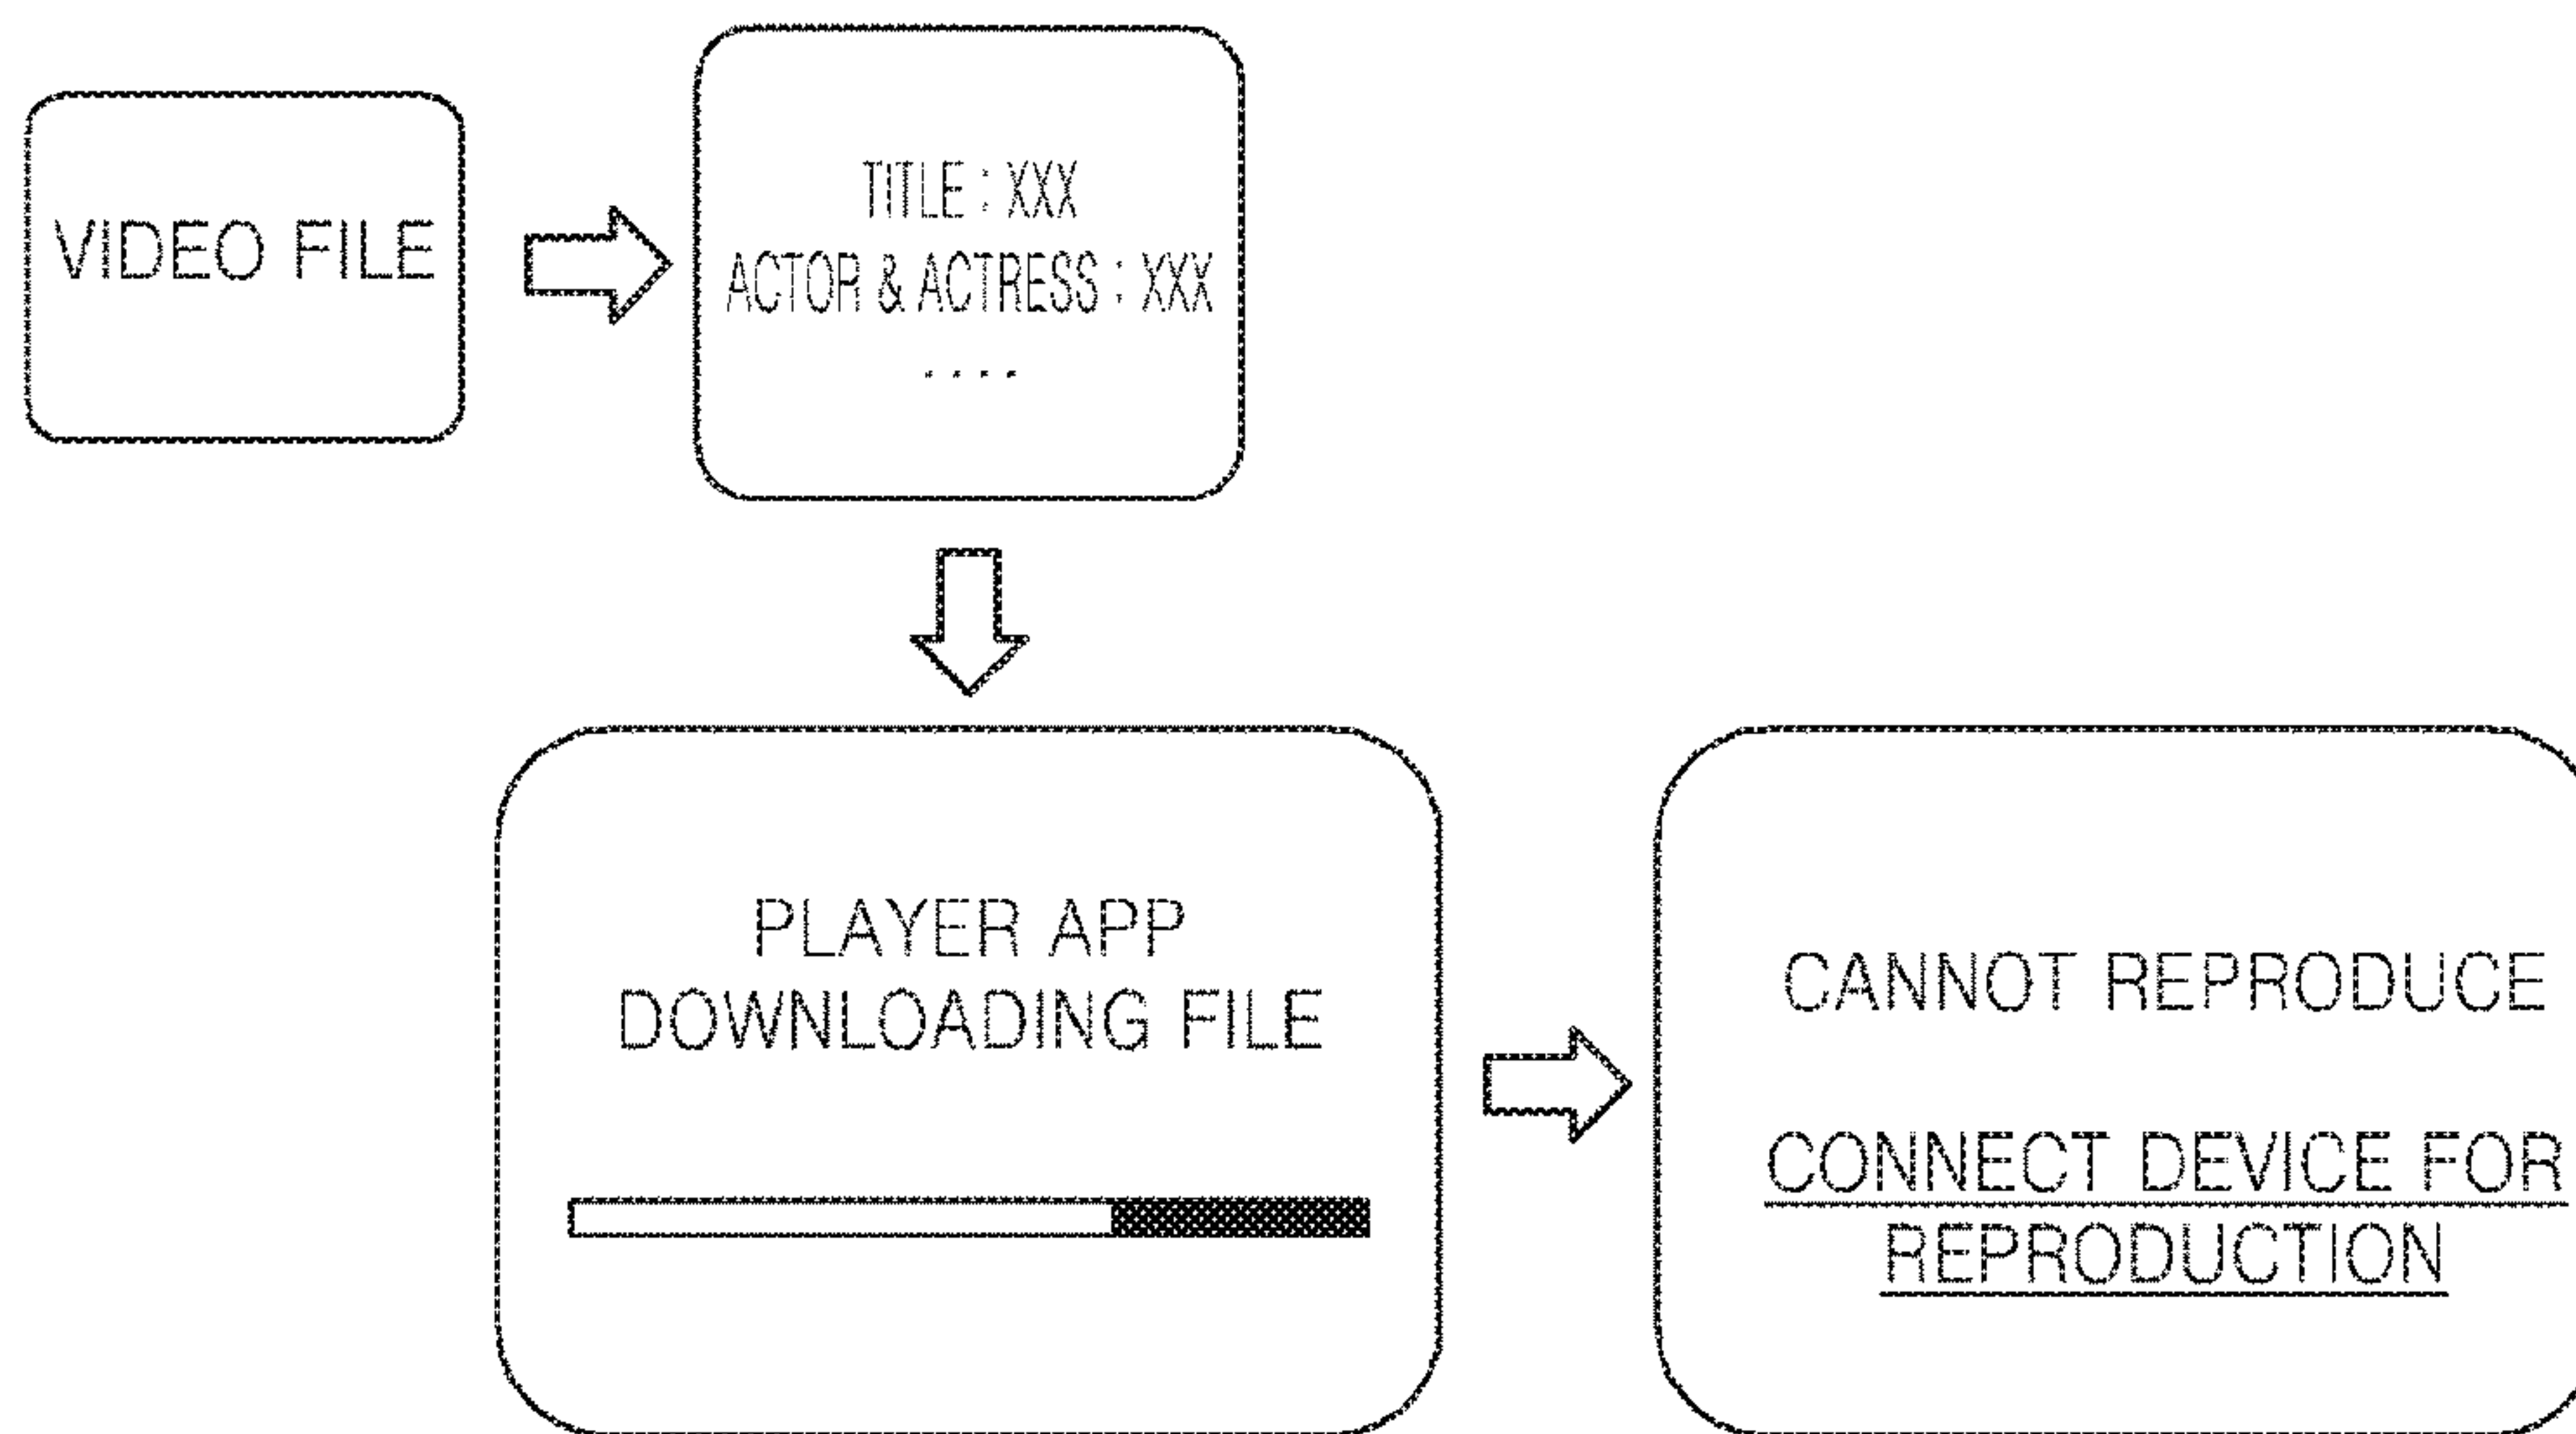 VIDEO FILE
TITLE : XXX
ACTOR & ACTRESS : XXX
....
PLAYER APP
DOWNLOADING FILE
CANNOT REPRODUCE
CONNECT DEVICE FOR
REPRODUCTION